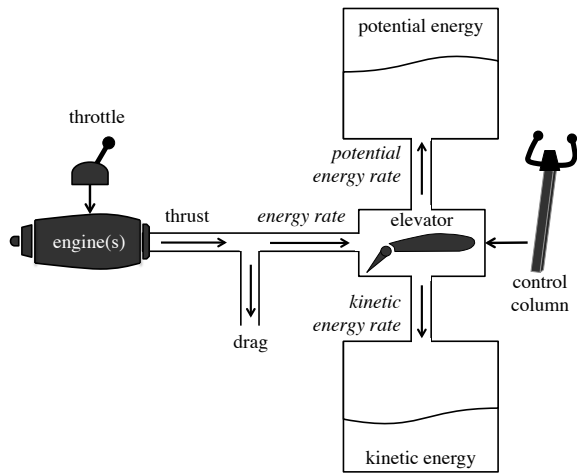 potential energy
throttle
potential
energy rate
thrust
energy rate
elevator
engine(s)
control
column
kinetic
energy rate
drag
kinetic energy